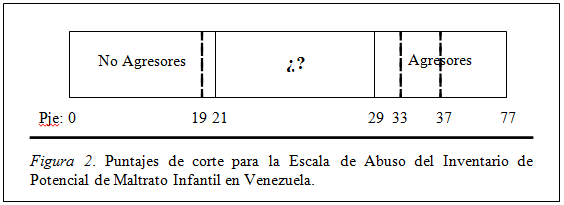 No Agresores ¿? Agresores
Pje: 0 19 21 29 33 37 77
Figura 2. Puntajes de corte para la Escala de Abuso del Inventario de
Potencial de Maltrato Infantil en Venezuela.